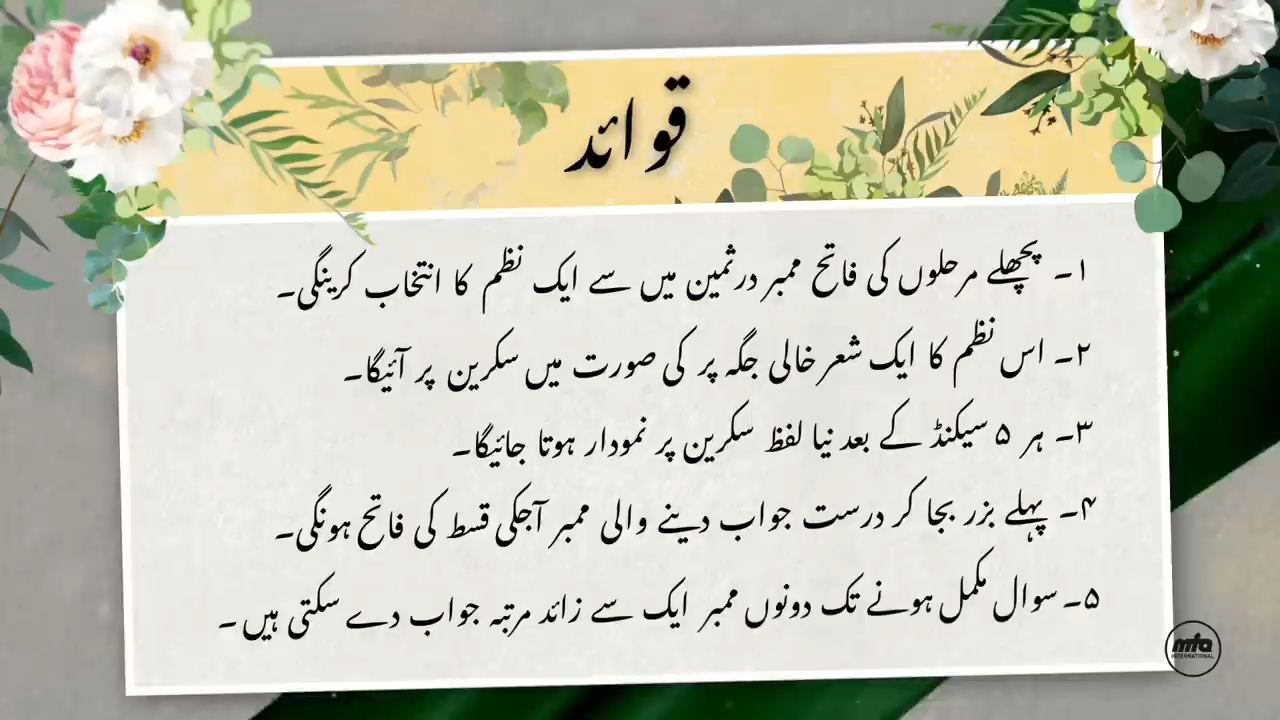 قوائد
۱۔ پچھلے مرحلوں کی فاتح ممبر درثمین میں سے ایک نظم کا انتخاب کرینگی۔
۲۔ اس نظم کا ایک شعر خالی جگہ پر کی صورت میں سکرین پر آئیگا۔
۳۔ ہر ۵ سیکنڈ کے بعد نیا لفظ سکرین پر نمودار ہوتا جائیگا۔
۴۔ پہلے بزر بجا کر درست جواب دینے والی ممبر آجکی قسط کی فاتح ہونگی۔
۵۔ سوال مکمل ہونے تک دونوں ممبر ایک سے زائد مرتبہ جواب دے سکتی ہیں۔
mta
INTERNATIONAL